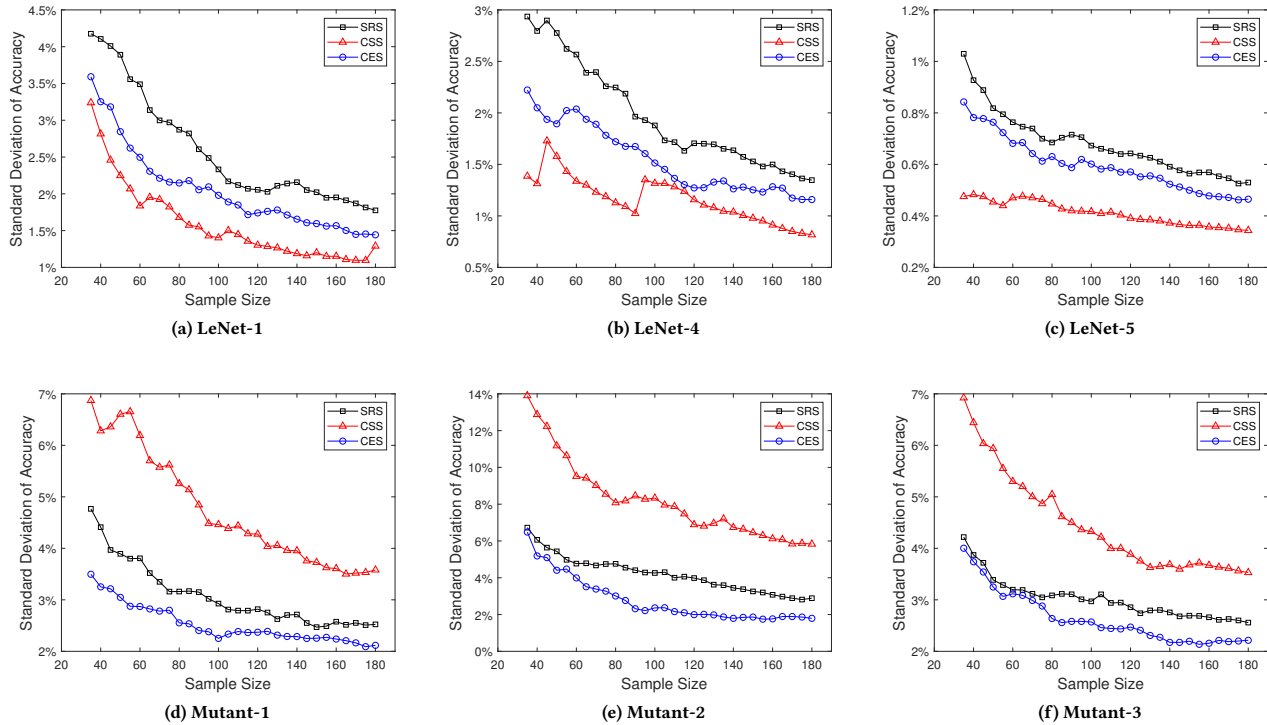 4.5%
4%
3.5%
3%
2.5%
2%
1.5%
1%
Standard Deviation of Accuracy
SRS
CSS
CES
20 40 60 80 100 120 140 160 180
Sample Size
(a) LeNet-1
3%
2.5%
2%
1.5%
1%
0.5%
Standard Deviation of Accuracy
SRS
CSS
CES
20 40 60 80 100 120 140 160 180
Sample Size
(b) LeNet-4
1.2%
1%
0.8%
0.6%
0.4%
0.2%
Standard Deviation of Accuracy
SRS
CSS
CES
20 40 60 80 100 120 140 160 180
Sample Size
(c) LeNet-5
7%
6%
5%
4%
3%
2%
Standard Deviation of Accuracy
SRS
CSS
CES
20 40 60 80 100 120 140 160 180
Sample Size
(d) Mutant-1
14%
12%
10%
8%
6%
4%
2%
0%
Standard Deviation of Accuracy
SRS
CSS
CES
20 40 60 80 100 120 140 160 180
Sample Size
(e) Mutant-2
7%
6%
5%
4%
3%
2%
Standard Deviation of Accuracy
SRS
CSS
CES
20 40 60 80 100 120 140 160 180
Sample Size
(f) Mutant-3